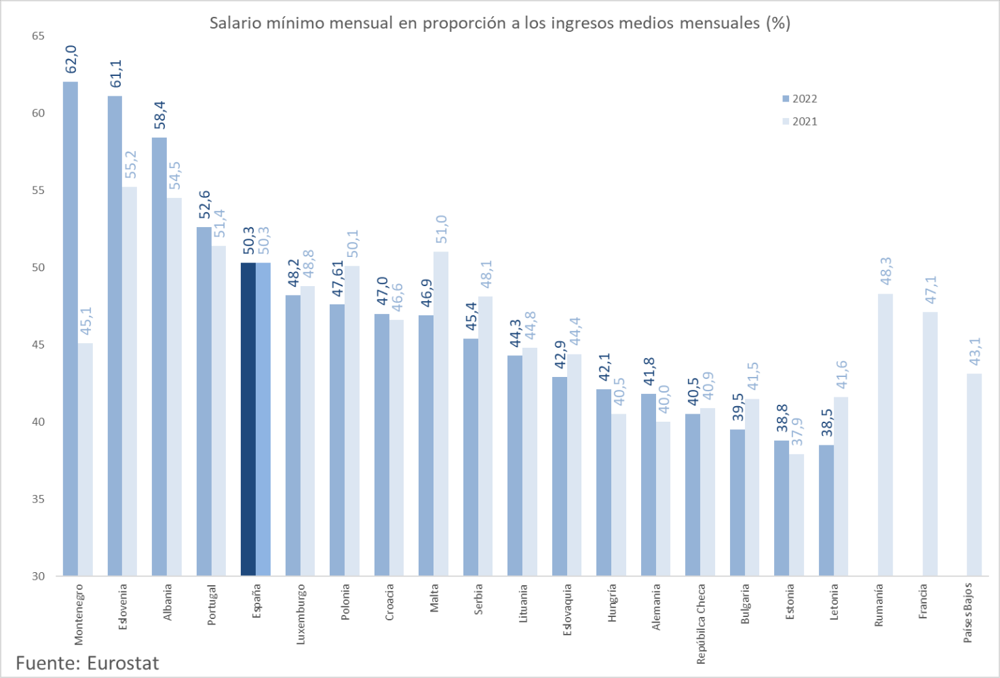 Salario mínimo mensual en proporción a los ingresos medios mensuales (%)
65
60
55
50
45
40
35
30
2022
2021
62,0
45,1
61,1
55,2
58,4
54,5
52,6
51,4
50,3
50,3
48,2
48,8
47,61
50,1
47,0
46,6
46,9
51,0
45,4
48,1
44,3
44,8
42,9
44,4
42,1
40,5
41,8
40,0
40,5
40,9
39,5
41,5
38,8
37,9
38,5
41,6
48,3
47,1
43,1
Montenegro
Eslovenia
Albania
Portugal
España
Luxemburgo
Polonia
Croacia
Malta
Serbia
Lituania
Eslovaquia
Hungría
Alemania
Repúbilca Checa
Bulgaria
Estonia
Letonia
Rumanía
Francia
Países Bajos
Fuente: Eurostat